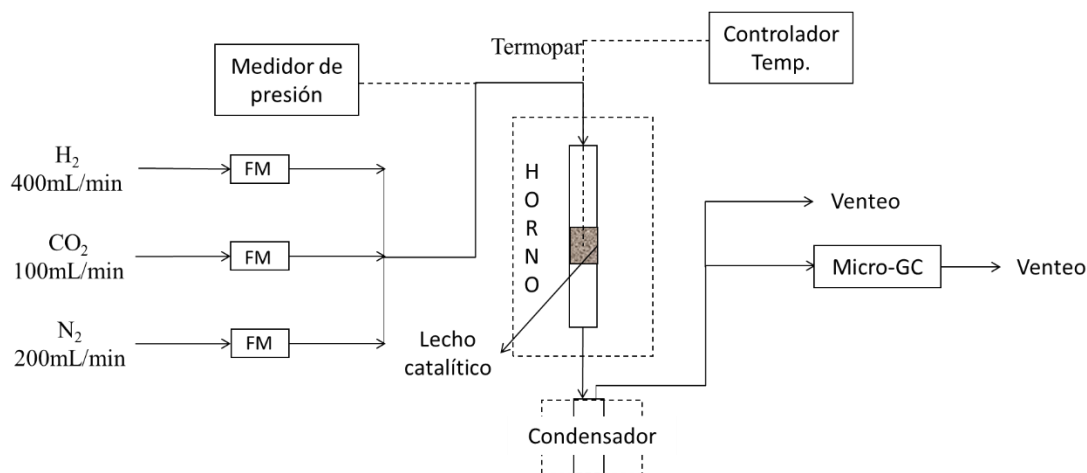 Termopar
Controlador
Temp.
Medidor de
presión
H₂
400mL/min
FM
CO₂
100mL/min
FM
N₂
200mL/min
FM
HORNO
Lecho
catalítico
Venteo
Micro-GC
Venteo
Condensador